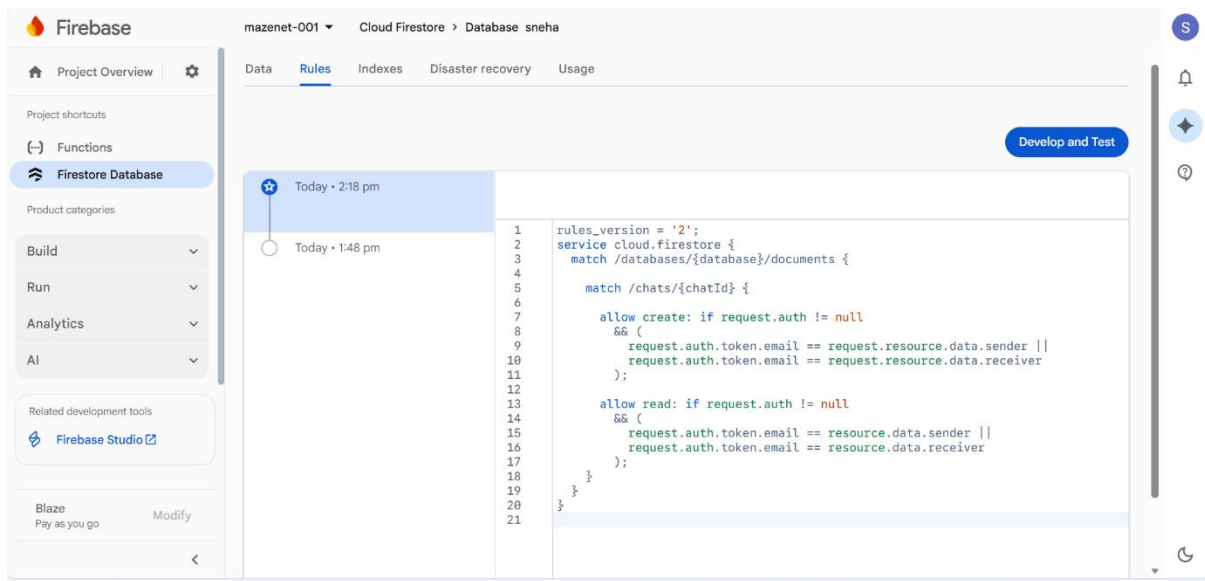 Firebase
Project Overview
Project shortcuts
Functions
Firestore Database
Product categories
Build
Run
Analytics
AI
Related development tools
Firebase Studio
Blaze
Pay as you go
Modify
mazenet-001
Cloud Firestore > Database sneha
S
Data Rules Indexes Disaster recovery Usage
Develop and Test
Today • 2:18 pm
Today • 1:48 pm
1 rules_version = '2';
2 service cloud.firestore {
3 match /databases/{database}/documents {
4
5 match /chats/{chatId} {
6
7 allow create: if request.auth != null
8 && (
9 request.auth.token.email == request.resource.data.sender ||
10 request.auth.token.email == request.resource.data.receiver
11 );
12
13 allow read: if request.auth != null
14 && (
15 request.auth.token.email == resource.data.sender ||
16 request.auth.token.email == resource.data.receiver
17 );
18 }
19 }
20 }
21